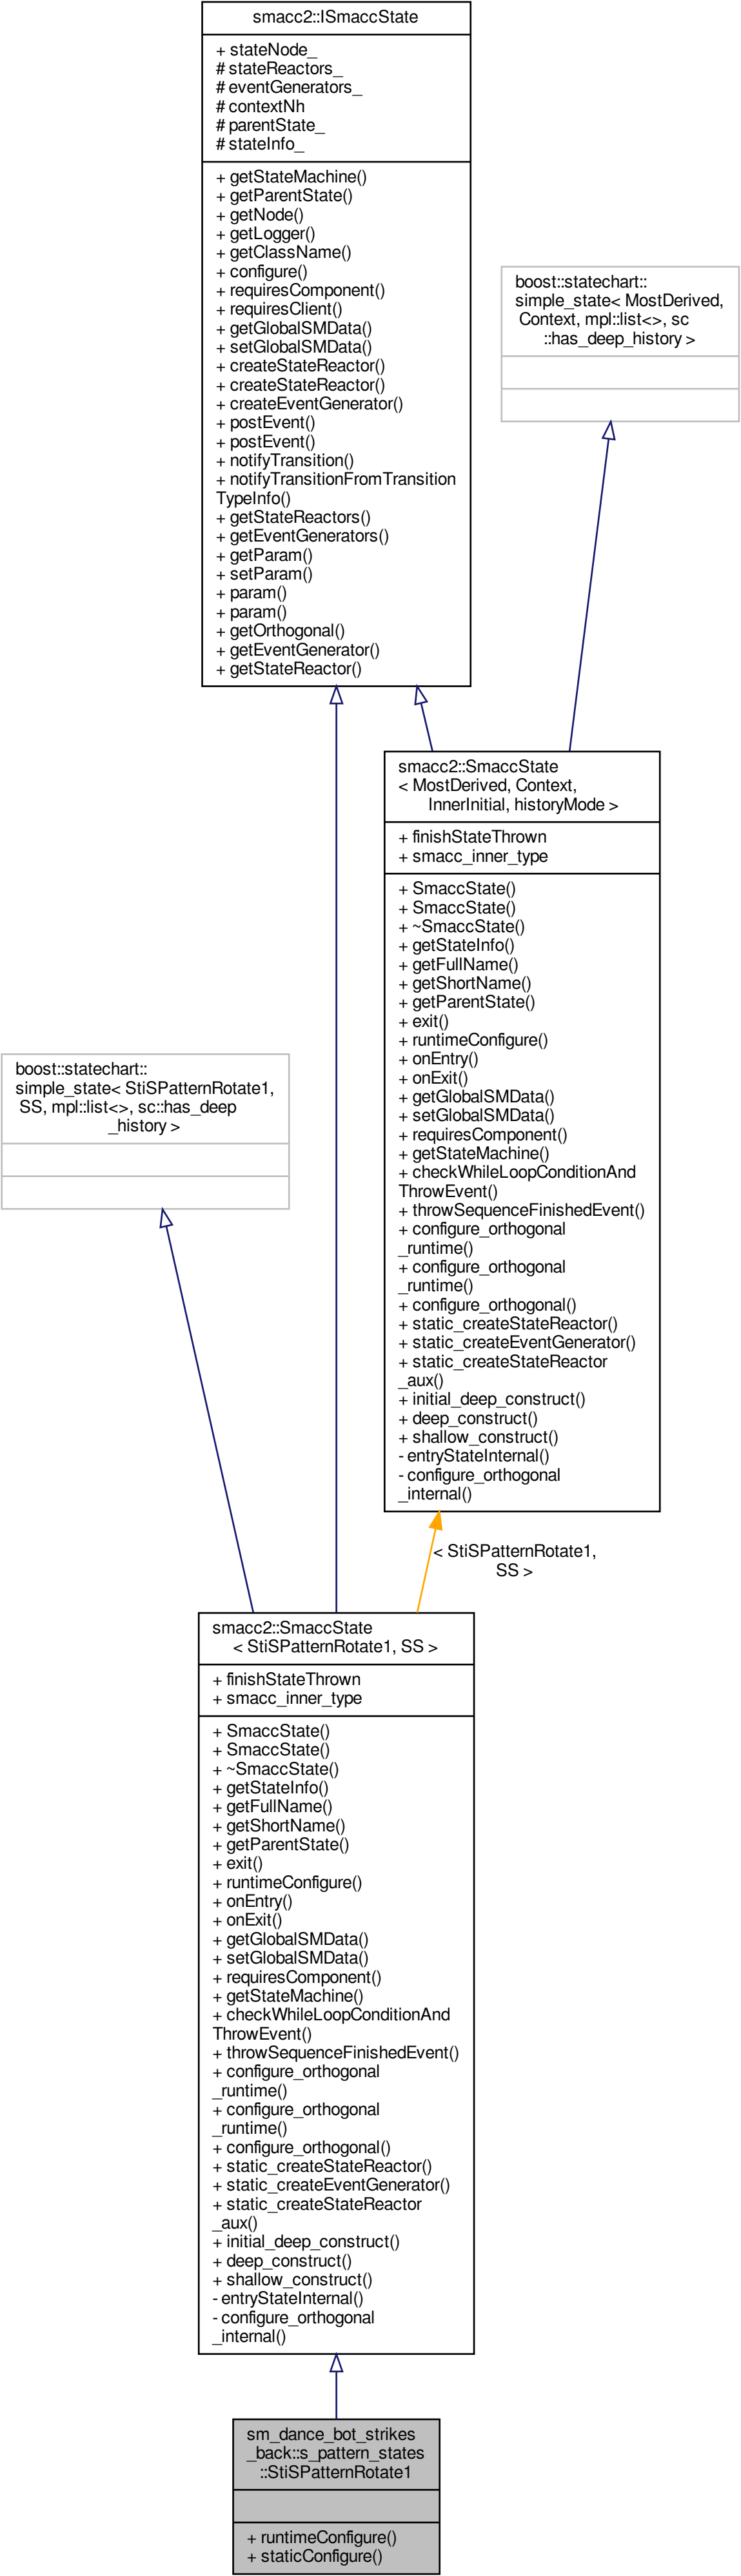 smacc2::ISmaccState
+ stateNode_
# stateReactors_
# eventGenerators_
# contextNh
# parentState_
# stateInfo_
+ getStateMachine()
+ getParentState()
+ getNode()
+ getLogger()
+ getClassName()
+ configure()
+ requiresComponent()
+ requiresClient()
+ getGlobalSMData()
+ setGlobalSMData()
+ createStateReactor()
+ createStateReactor()
+ createEventGenerator()
+ postEvent()
+ postEvent()
+ notifyTransition()
+ notifyTransitionFromTransition
TypeInfo()
+ getStateReactors()
+ getEventGenerators()
+ getParam()
+ setParam()
+ param()
+ param()
+ getOrthogonal()
+ getEventGenerator()
+ getStateReactor()
boost::statechart::
simple_state< MostDerived,
Context, mpl::list<>, sc
::has_deep_history >
smacc2::SmaccState
< MostDerived, Context,
InnerInitial, historyMode >
+ finishStateThrown
+ smacc_inner_type
+ SmaccState()
+ SmaccState()
+ ~SmaccState()
+ getStateInfo()
+ getFullName()
+ getShortName()
+ getParentState()
+ exit()
+ runtimeConfigure()
+ onEntry()
+ onExit()
+ getGlobalSMData()
+ setGlobalSMData()
+ requiresComponent()
+ getStateMachine()
+ checkWhileLoopConditionAnd
ThrowEvent()
+ throwSequenceFinishedEvent()
+ configure_orthogonal
_runtime()
+ configure_orthogonal
_runtime()
+ configure_orthogonal()
+ static_createStateReactor()
+ static_createEventGenerator()
+ static_createStateReactor
_aux()
+ initial_deep_construct()
+ deep_construct()
+ shallow_construct()
- entryStateInternal()
- configure_orthogonal
_internal()
boost::statechart::
simple_state< StiSPatternRotate1,
SS, mpl::list<>, sc::has_deep
_history >
< StiSPatternRotate1,
SS >
smacc2::SmaccState
< StiSPatternRotate1, SS >
+ finishStateThrown
+ smacc_inner_type
+ SmaccState()
+ SmaccState()
+ ~SmaccState()
+ getStateInfo()
+ getFullName()
+ getShortName()
+ getParentState()
+ exit()
+ runtimeConfigure()
+ onEntry()
+ onExit()
+ getGlobalSMData()
+ setGlobalSMData()
+ requiresComponent()
+ getStateMachine()
+ checkWhileLoopConditionAnd
ThrowEvent()
+ throwSequenceFinishedEvent()
+ configure_orthogonal
_runtime()
+ configure_orthogonal
_runtime()
+ configure_orthogonal()
+ static_createStateReactor()
+ static_createEventGenerator()
+ static_createStateReactor
_aux()
+ initial_deep_construct()
+ deep_construct()
+ shallow_construct()
- entryStateInternal()
- configure_orthogonal
_internal()
sm_dance_bot_strikes
_back::s_pattern_states
::StiSPatternRotate1
+ runtimeConfigure()
+ staticConfigure()